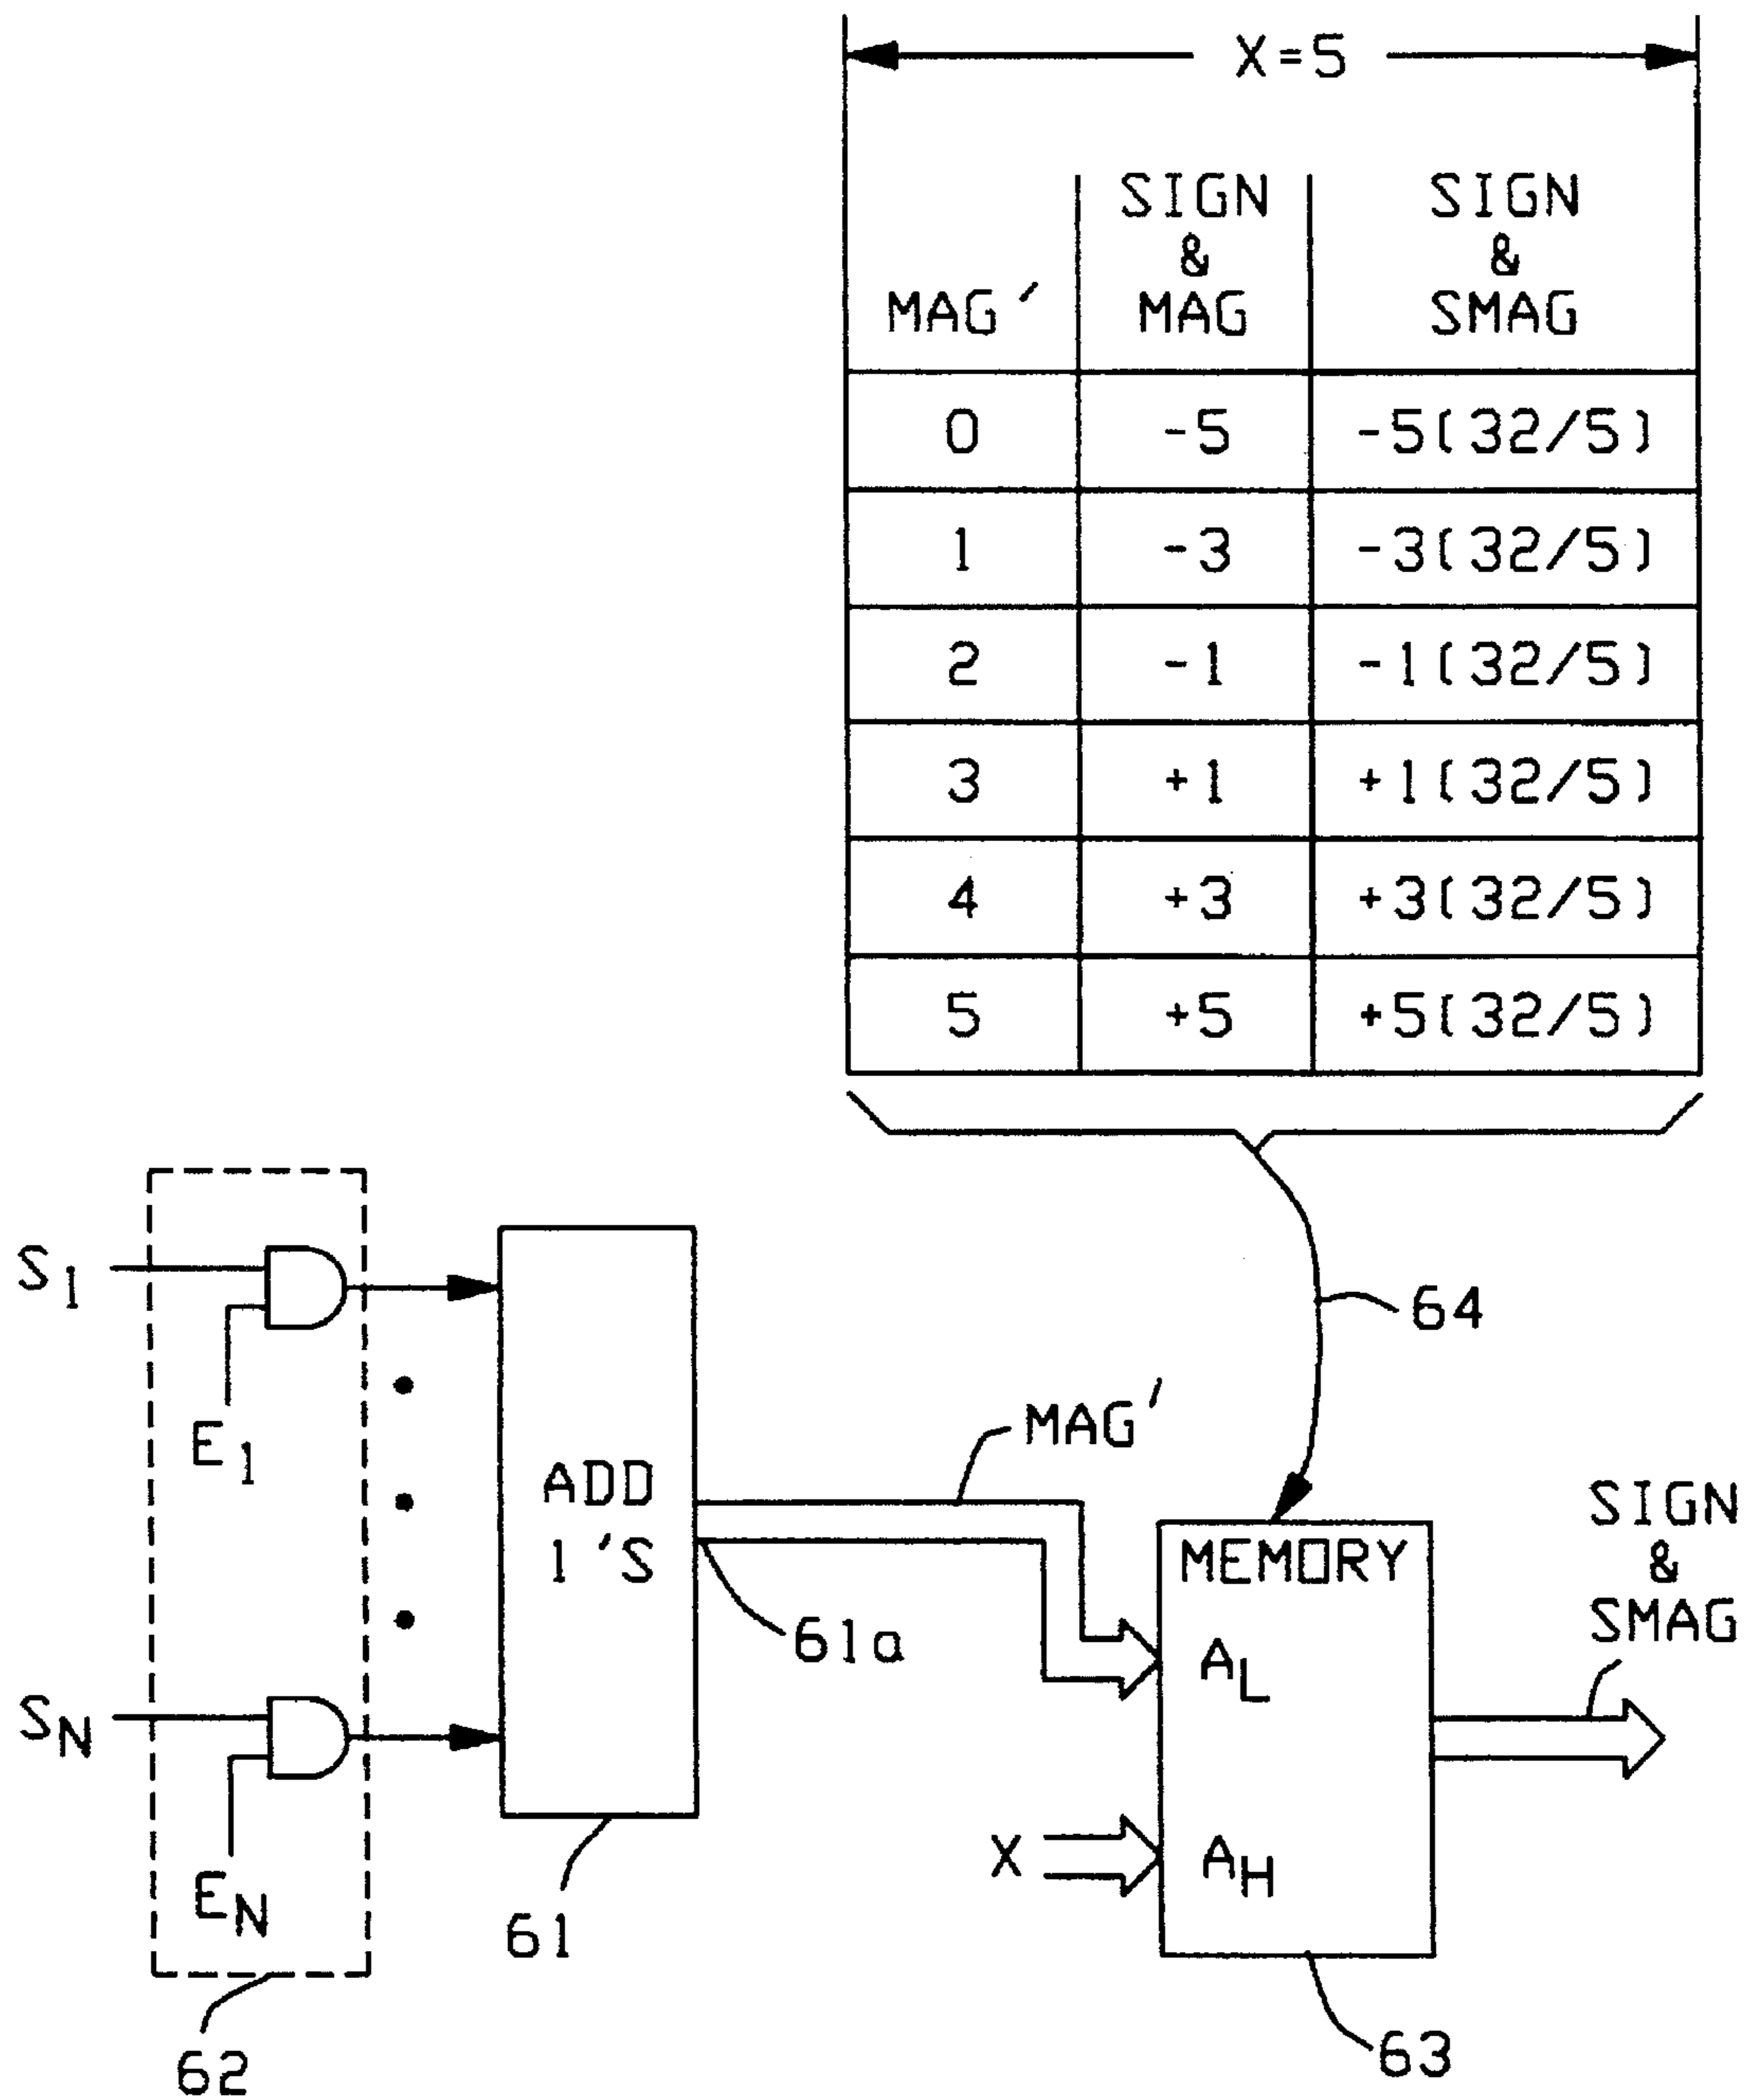 X=5
MAG′ SIGN & MAG SIGN & SMAG
0 -5 -5(32/5)
1 -3 -3(32/5)
2 -1 -1(32/5)
3 +1 +1(32/5)
4 +3 +3(32/5)
5 +5 +5(32/5)
S1
E1
SN
EN
62
ADD
1'S
61
61a
MAG'
64
MEMORY
AL
X
AH
63
SIGN
&
SMAG